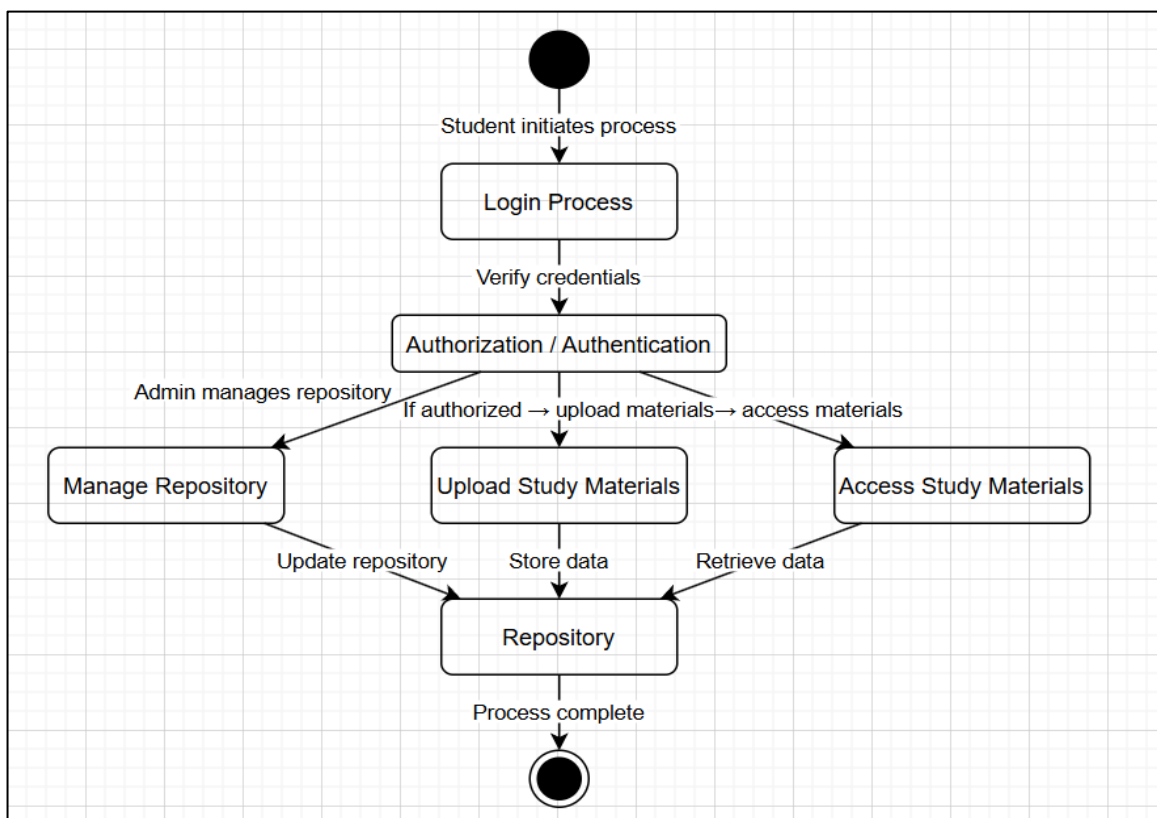 Student initiates process
Login Process
Verify credentials
Authorization / Authentication
Admin manages repository
If authorized → upload materials→ access materials
Manage Repository
Upload Study Materials
Access Study Materials
Update repository
Store data
Retrieve data
Repository
Process complete